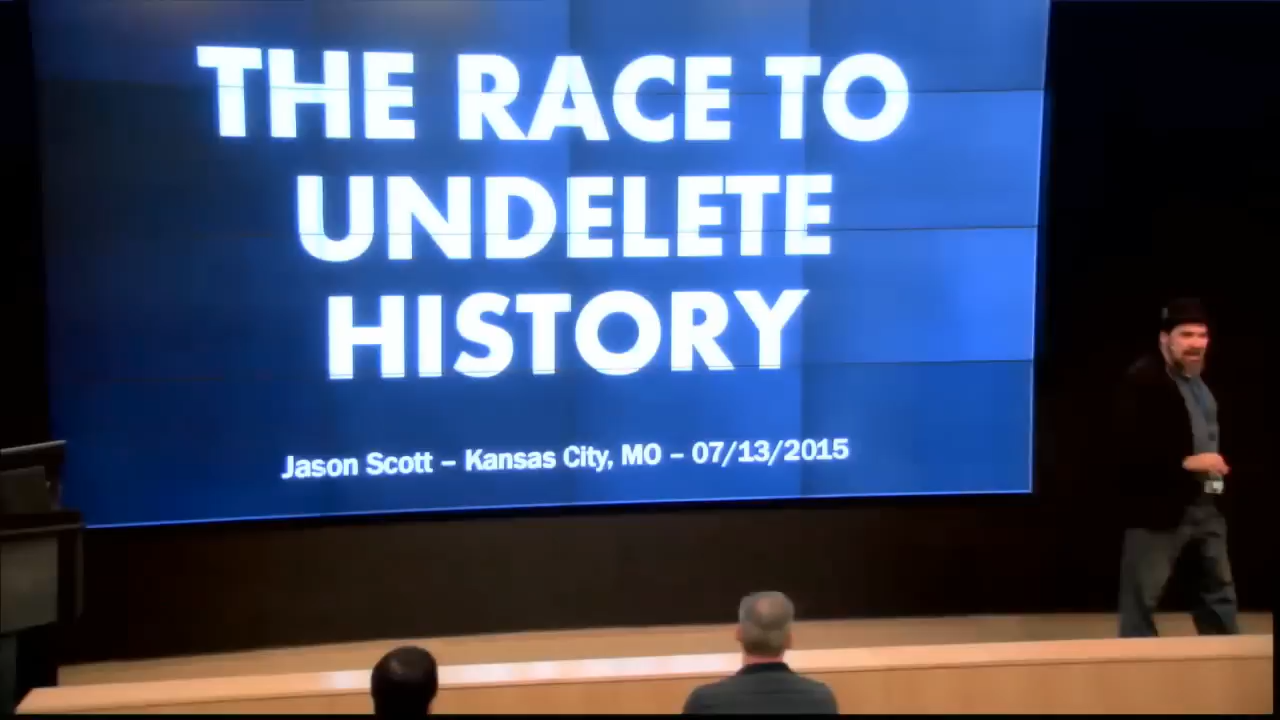 THE RACE TO
UNDELETE
HISTORY
Jason Scott – Kansas City, MO – 07/13/2015